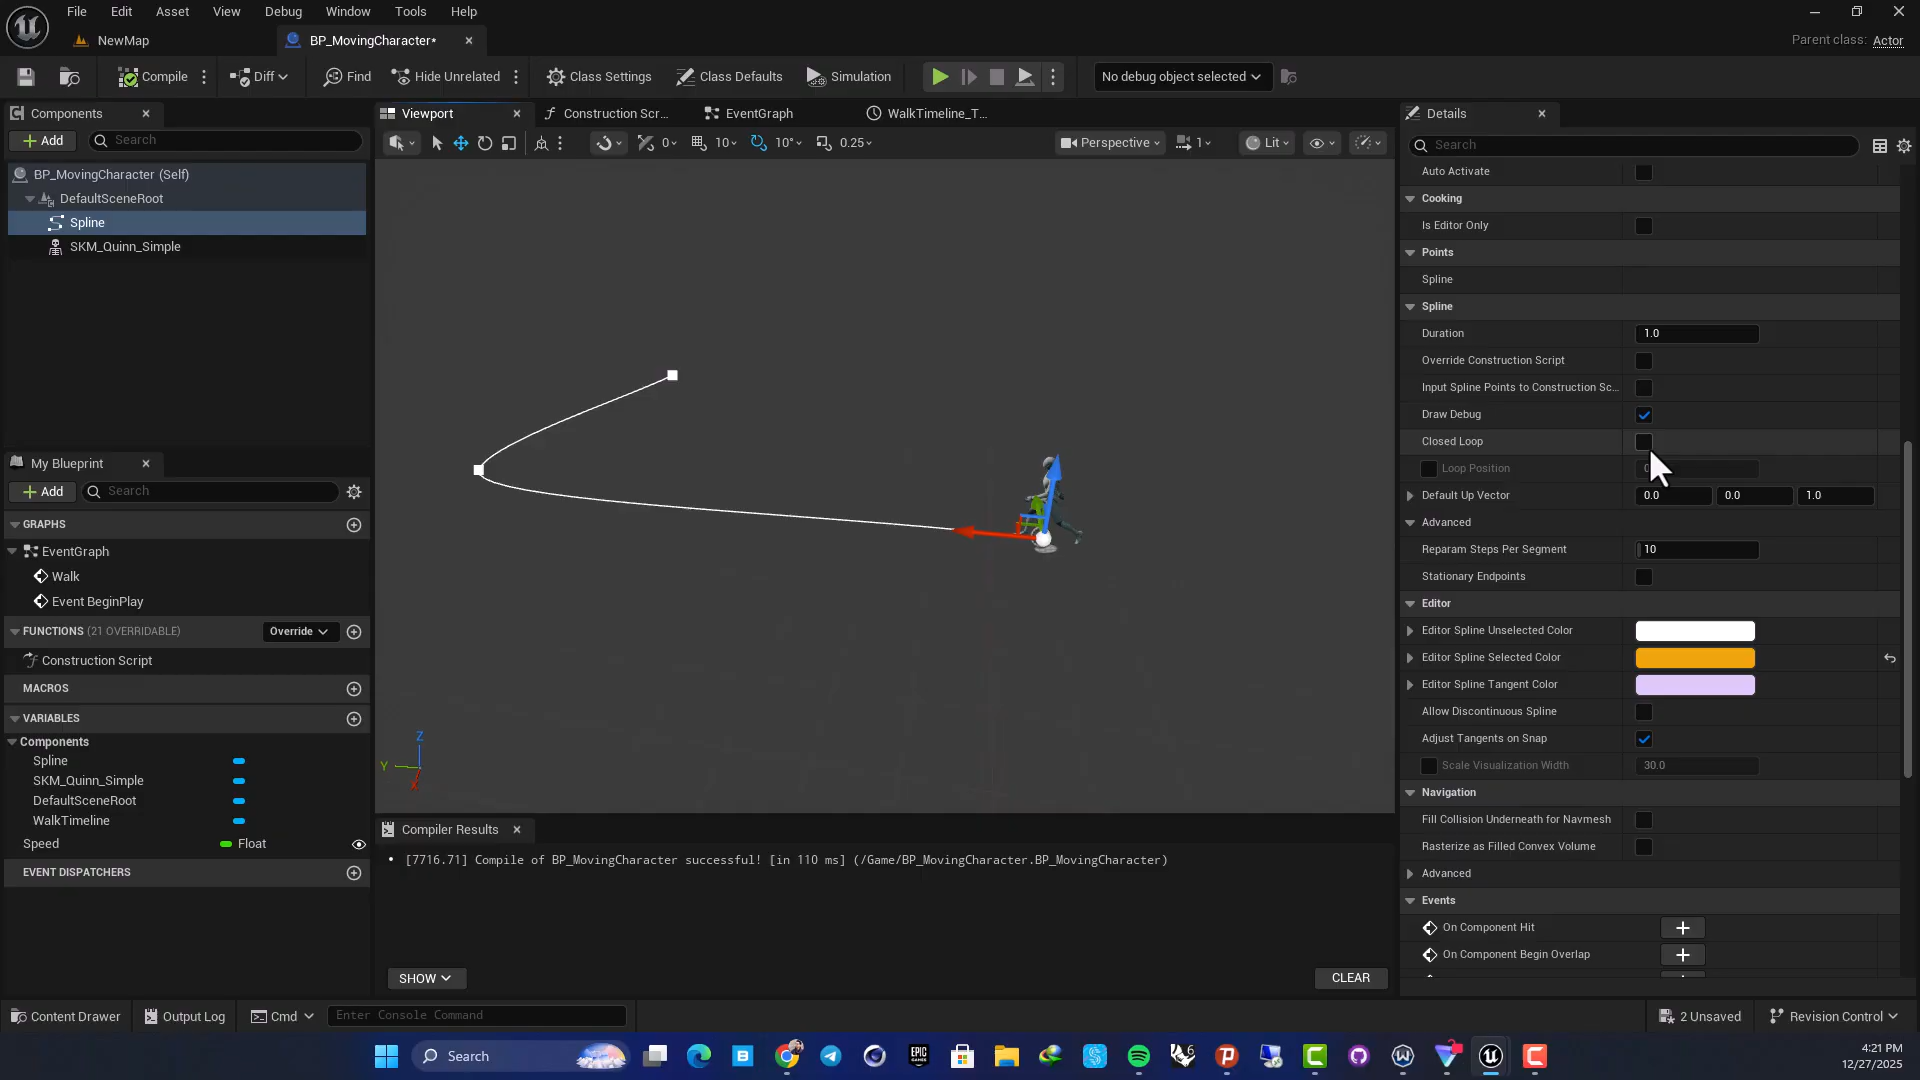 File Edit Asset View Debug Window Tools Help
NewMap
BP_MovingCharacter*
Parent class: Actor
Compile
Diff
Find
Hide Unrelated
Class Settings
Class Defaults
Simulation
No debug object selected
Components
Add
Search
BP_MovingCharacter (Self)
DefaultSceneRoot
Spline
SKM_Quinn_Simple
My Blueprint
Add
Search
GRAPHS
EventGraph
Walk
Event BeginPlay
FUNCTIONS (21 OVERRIDABLE)
Override
Construction Script
MACROS
VARIABLES
Components
Spline
SKM_Quinn_Simple
DefaultSceneRoot
WalkTimeline
Speed
Float
EVENT DISPATCHERS
Viewport
Construction Scr...
EventGraph
WalkTimeline_T...
0
10
10°
0.25
Perspective
1
Lit
Z
Y
X
Compiler Results
• [7716.71] Compile of BP_MovingCharacter successful! [in 110 ms] (/Game/BP_MovingCharacter.BP_MovingCharacter)
SHOW
CLEAR
Details
Search
Auto Activate
Cooking
Is Editor Only
Points
Spline
Spline
Duration
1.0
Override Construction Script
Input Spline Points to Construction Sc...
Draw Debug
Closed Loop
Loop Position
Default Up Vector
0.0
0.0
1.0
Advanced
Reparam Steps Per Segment
10
Stationary Endpoints
Editor
Editor Spline Unselected Color
Editor Spline Selected Color
Editor Spline Tangent Color
Allow Discontinuous Spline
Adjust Tangents on Snap
Scale Visualization Width
30.0
Navigation
Fill Collision Underneath for Navmesh
Rasterize as Filled Convex Volume
Advanced
Events
On Component Hit
On Component Begin Overlap
Content Drawer
Output Log
Cmd
Enter Console Command
2 Unsaved
Revision Control
Search
EPIC GAMES
4:21 PM
12/27/2025